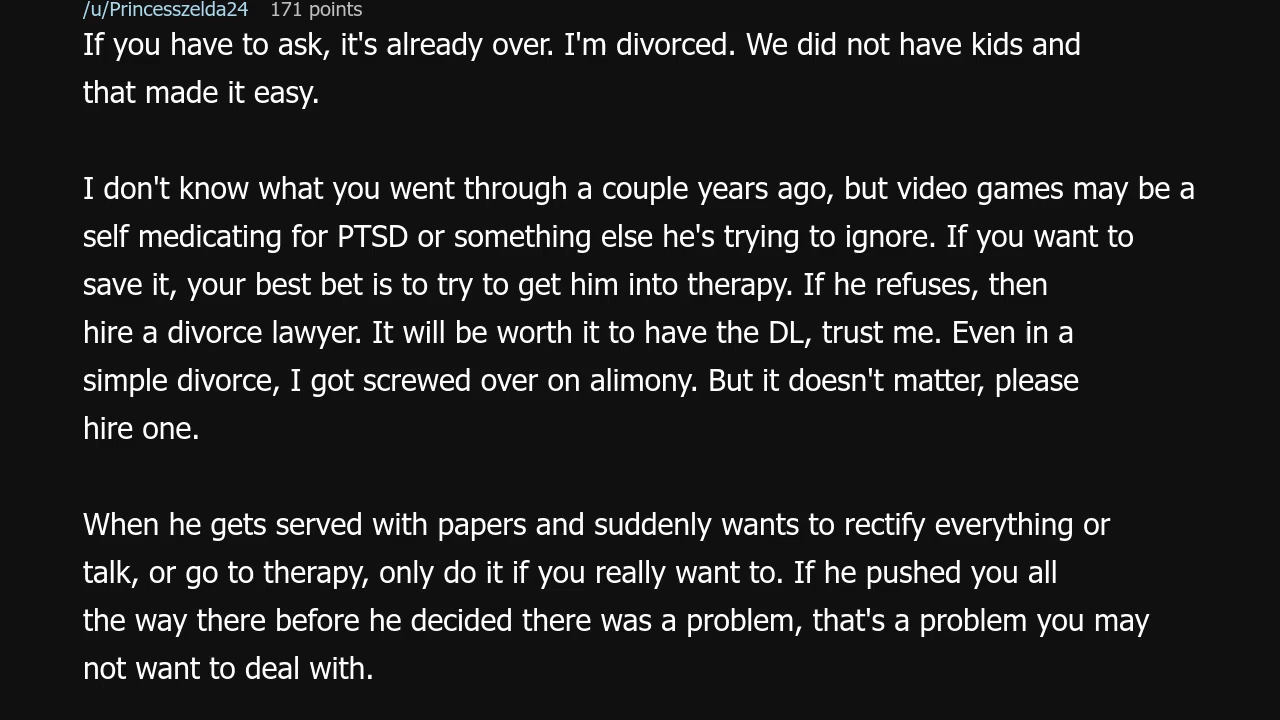 /u/Princesszelda24 171 points
If you have to ask, it's already over. I'm divorced. We did not have kids and
that made it easy.
I don't know what you went through a couple years ago, but video games may be a
self medicating for PTSD or something else he's trying to ignore. If you want to
save it, your best bet is to try to get him into therapy. If he refuses, then
hire a divorce lawyer. It will be worth it to have the DL, trust me. Even in a
simple divorce, I got screwed over on alimony. But it doesn't matter, please
hire one.
When he gets served with papers and suddenly wants to rectify everything or
talk, or go to therapy, only do it if you really want to. If he pushed you all
the way there before he decided there was a problem, that's a problem you may
not want to deal with.